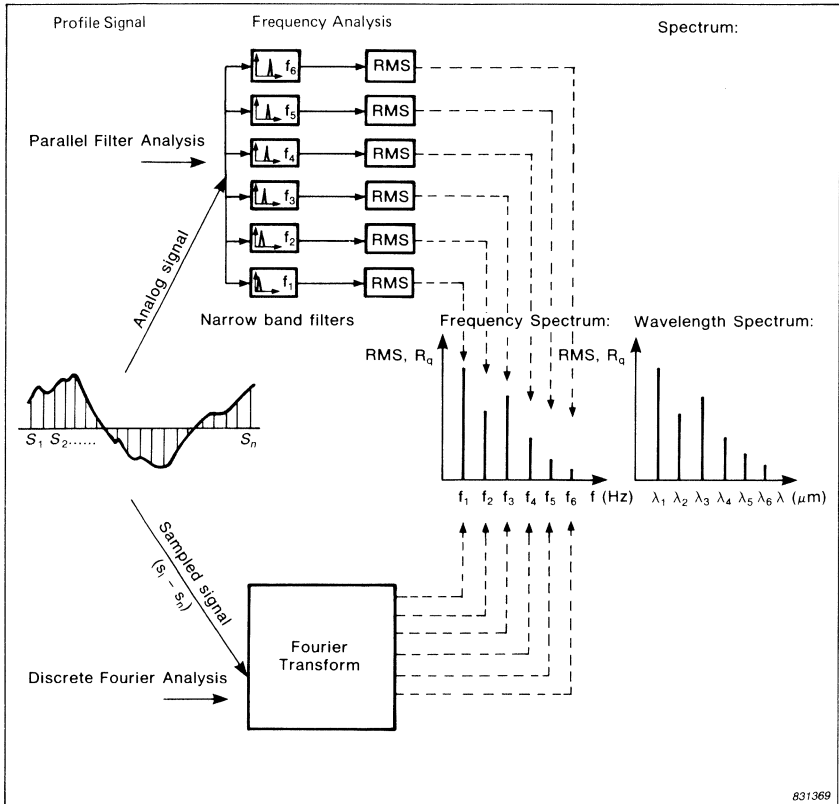 Profile Signal
Frequency Analysis
Spectrum:
f6
RMS
f5
RMS
Parallel Filter Analysis
f4
RMS
f3
RMS
f2
RMS
f1
RMS
Analog signal
Narrow band filters
Frequency Spectrum:
Wavelength Spectrum:
RMS, Rq
RMS, Rq
S1 S2...... Sn
f1 f2 f3 f4 f5 f6 f (Hz)
λ1 λ2 λ3 λ4 λ5 λ6 λ (μm)
Sampled signal
(s1 - sn)
Fourier
Transform
Discrete Fourier Analysis
831369